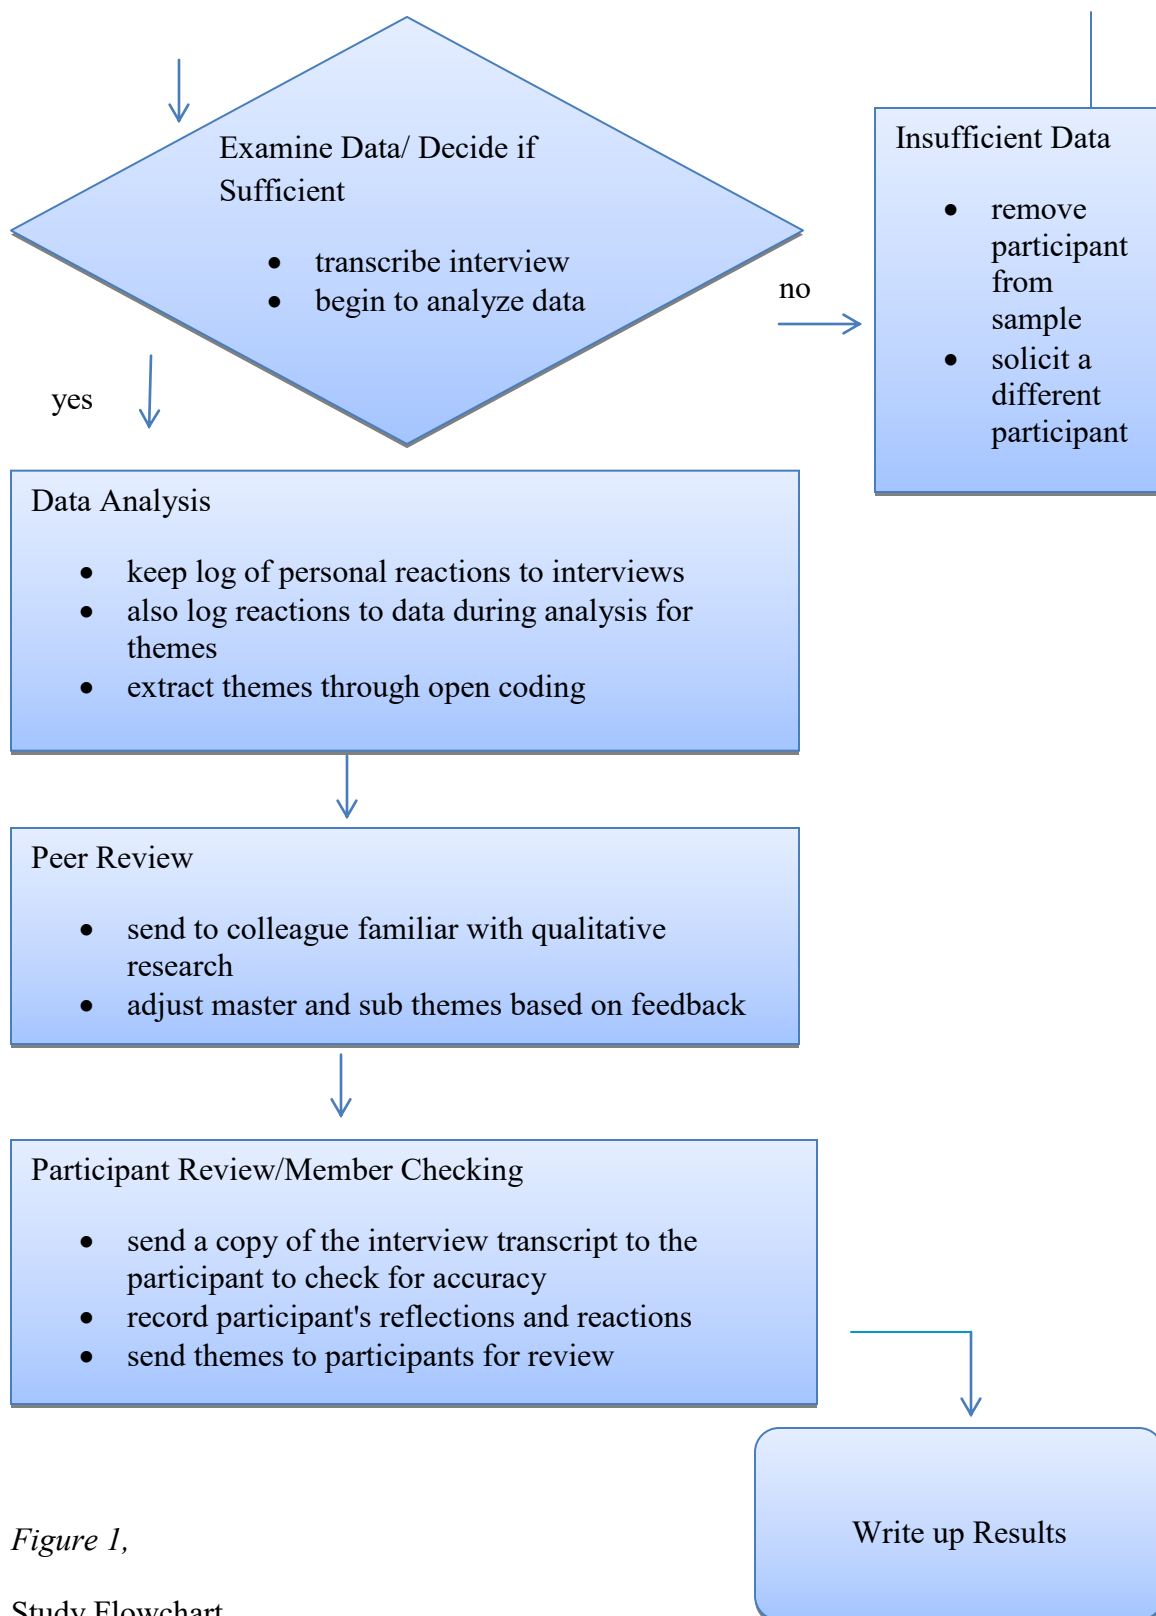 Examine Data/ Decide if
Sufficient
• transcribe interview
• begin to analyze data
no
Insufficient Data
• remove
participant
from
sample
• solicit a
different
participant
yes
Data Analysis
• keep log of personal reactions to interviews
• also log reactions to data during analysis for
themes
• extract themes through open coding
Peer Review
• send to colleague familiar with qualitative
research
• adjust master and sub themes based on feedback
Participant Review/Member Checking
• send a copy of the interview transcript to the
participant to check for accuracy
• record participant's reflections and reactions
• send themes to participants for review
Write up Results
Figure 1,
Study Flowchart